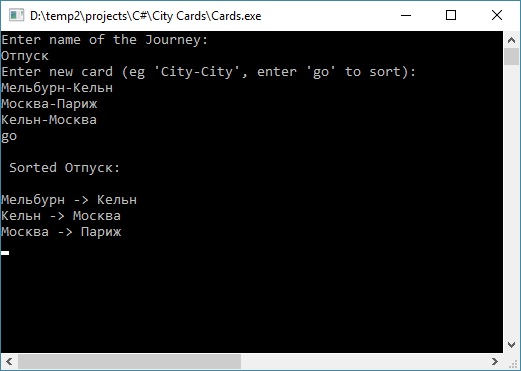 D:\temp2\projects\C#\City Cards\Cards.exe
Enter name of the Journey:
Отпуск
Enter new card (eg 'City-City', enter 'go' to sort):
Мельбурн-Кельн
Москва-Париж
Кельн-Москва
go
Sorted Отпуск:
Мельбурн -> Кельн
Кельн -> Москва
Москва -> Париж